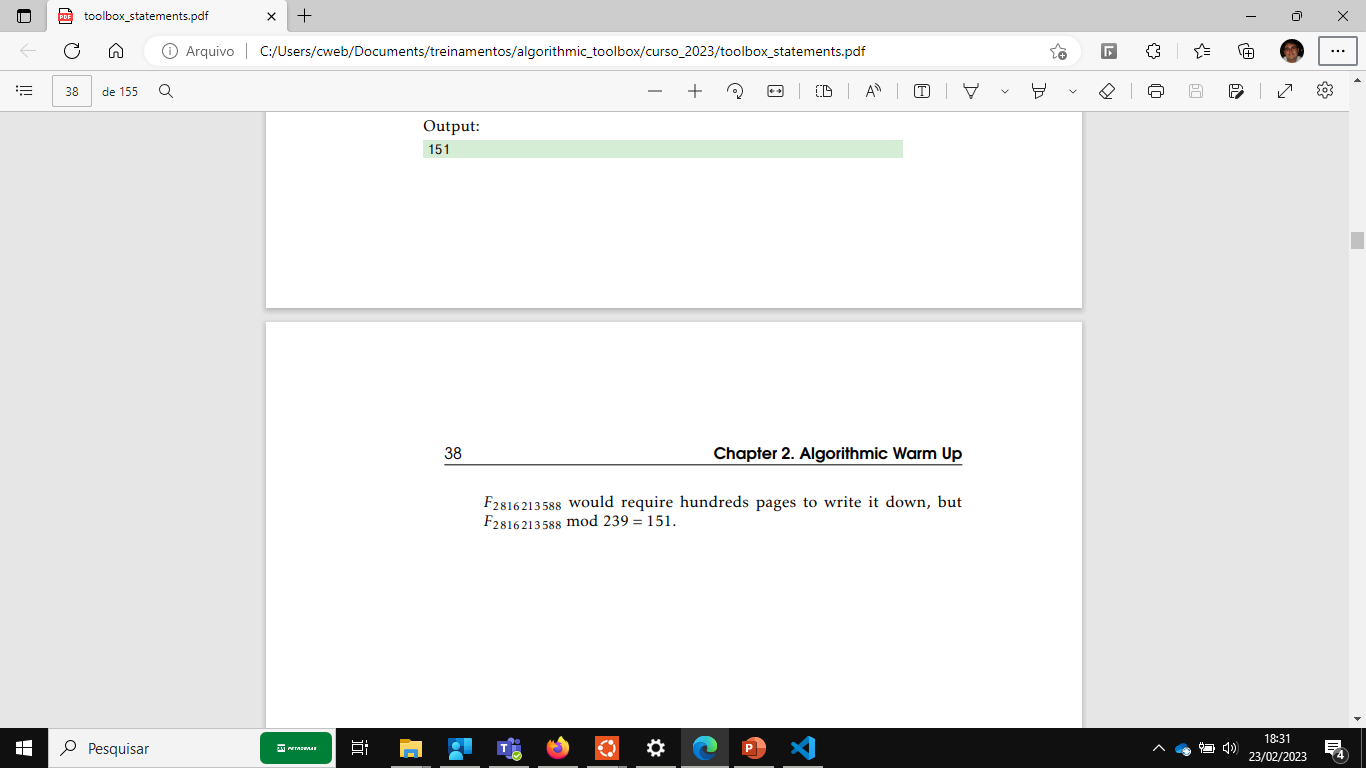 toolbox_statements.pdf
Arquivo
C:/Users/cweb/Documents/treinamentos/algorithmic_toolbox/curso_2023/toolbox_statements.pdf
38 de 155
Output:
151
38 Chapter 2. Algorithmic Warm Up
F2816213588 would require hundreds pages to write it down, but
F2816213588 mod 239 = 151.
Pesquisar
PETROBRAS
18:31
23/02/2023
4